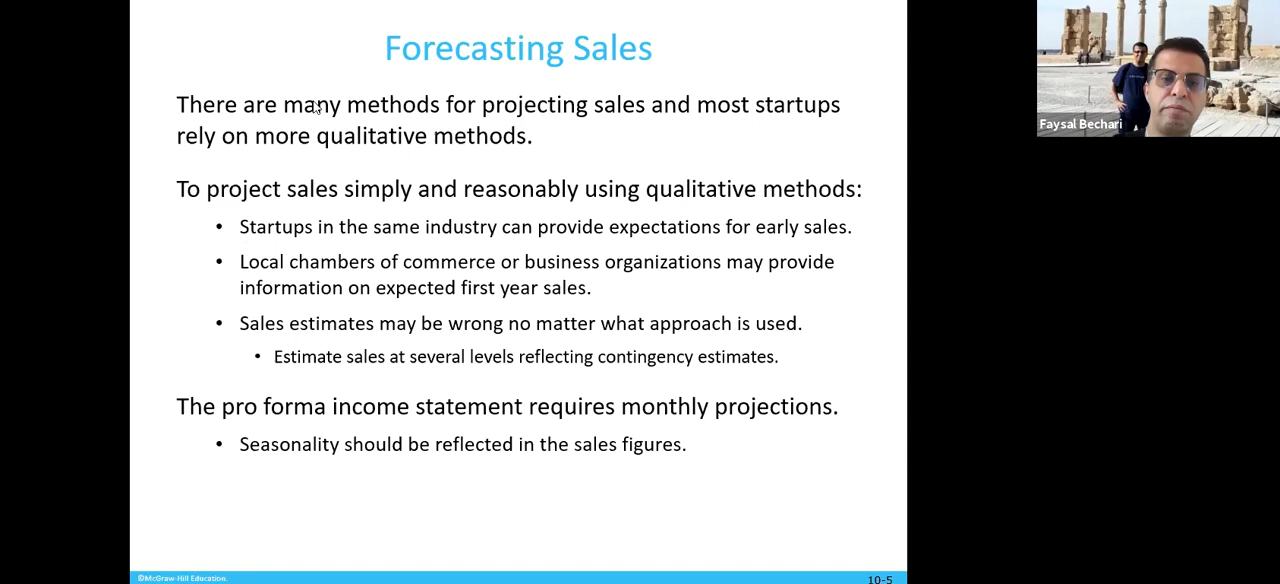 Forecasting Sales
There are many methods for projecting sales and most startups
rely on more qualitative methods.
To project sales simply and reasonably using qualitative methods:
• Startups in the same industry can provide expectations for early sales.
• Local chambers of commerce or business organizations may provide
information on expected first year sales.
• Sales estimates may be wrong no matter what approach is used.
• Estimate sales at several levels reflecting contingency estimates.
The pro forma income statement requires monthly projections.
• Seasonality should be reflected in the sales figures.
©McGraw-Hill Education.
10-5
Faysal Bechari